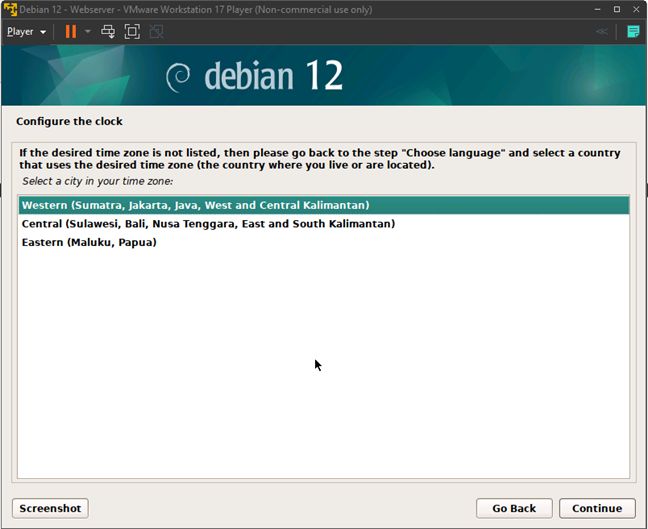 Debian 12 - Webserver - VMware Workstation 17 Player (Non-commercial use only)
Player
debian 12
Configure the clock
If the desired time zone is not listed, then please go back to the step "Choose language" and select a country
that uses the desired time zone (the country where you live or are located).
Select a city in your time zone:
Western (Sumatra, Jakarta, Java, West and Central Kalimantan)
Central (Sulawesi, Bali, Nusa Tenggara, East and South Kalimantan)
Eastern (Maluku, Papua)
Screenshot
Go Back
Continue